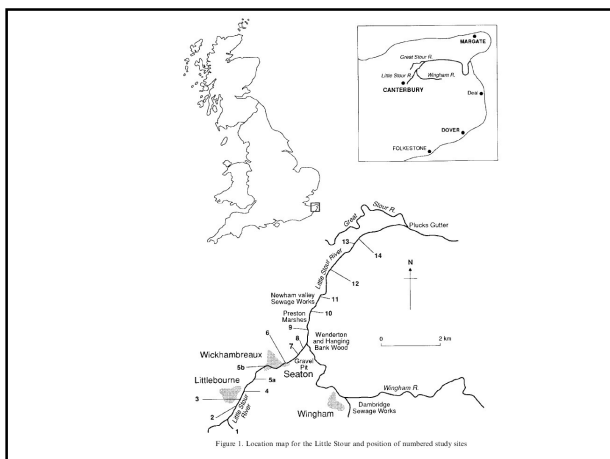 MARGATE
Great Stour R.
Little Stour R.
Wingham R.
CANTERBURY
Deal
DOVER
FOLKESTONE
Great Stour R.
Plucks Gutter
13
14
Little Stour River
N
12
Newham valley
Sewage Works
11
Preston
Marshes
10
9
0 2 km
Wenderton
and Hanging
Bank Wood
8
7
6
Gravel
Pit
Wickhambreaux
Seaton
5b
5a
Littlebourne
4
3
Little Stour
River
2
1
Wingham R.
Wingham
Dambridge
Sewage Works
Figure 1. Location map for the Little Stour and position of numbered study sites